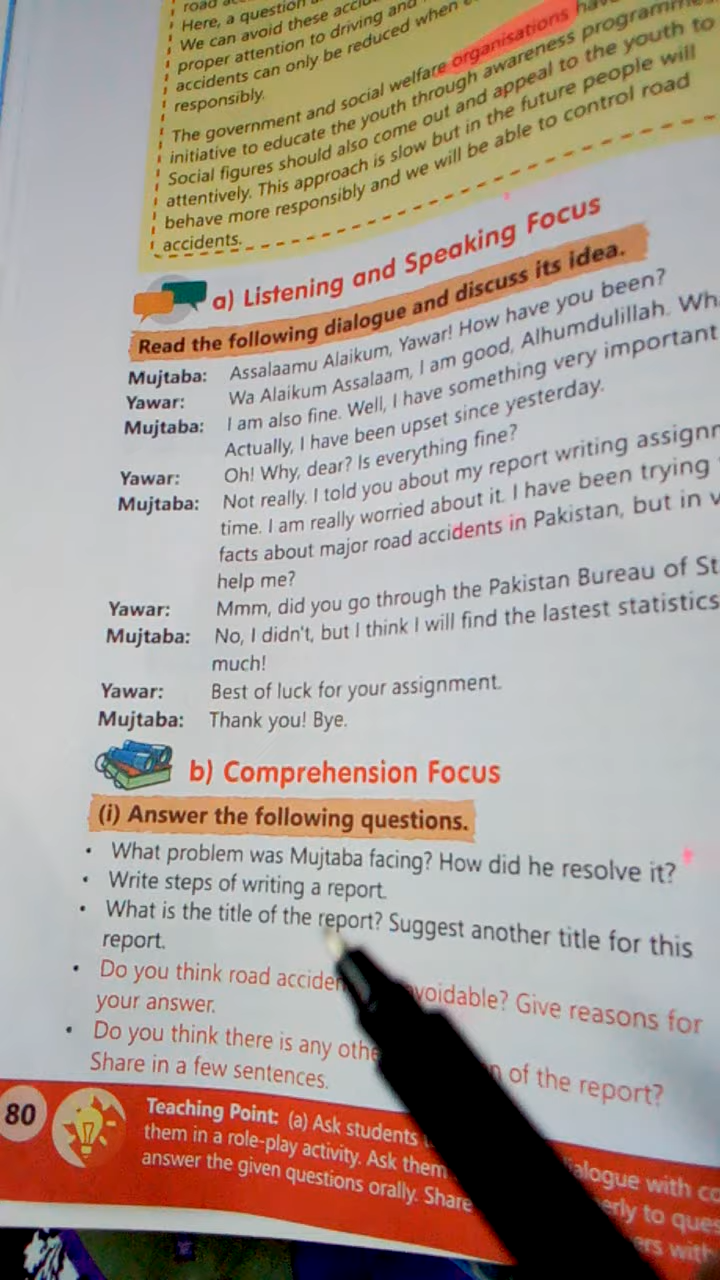 road
Here, a question
We can avoid these
proper attention to driving and
accidents can only be reduced when
responsibly.
The government and social welfare organisations
initiative to educate the youth through awareness
Social figures should also come out and appeal to the youth to
attentively. This approach is slow but in the future people will
behave more responsibly and we will be able to control road
accidents.
a) Listening and Speaking Focus
Read the following dialogue and discuss its idea.
Mujtaba: Assalaamu Alaikum, Yawar! How have you been?
Yawar: Wa Alaikum Assalaam, I am good, Alhumdulillah.
Mujtaba: I am also fine. Well, I have something very important
Actually, I have been upset since yesterday.
Yawar: Oh! Why, dear? Is everything fine?
Mujtaba: Not really. I told you about my report writing
time. I am really worried about it. I have been trying
facts about major road accidents in Pakistan, but in
help me?
Yawar: Mmm, did you go through the Pakistan Bureau of
Mujtaba: No, I didn't, but I think I will find the lastest statistics
much!
Yawar: Best of luck for your assignment.
Mujtaba: Thank you! Bye.
b) Comprehension Focus
(i) Answer the following questions.
• What problem was Mujtaba facing? How did he resolve it?
• Write steps of writing a report.
• What is the title of the report? Suggest another title for this
report.
• Do you think road Give reasons for
your answer.
• Do you think there is any of the report?
Share in a few sentences.
80
Teaching Point: (a) Ask students dialogue with
them in a role-play activity. Ask them to
answer the given questions orally. Share with